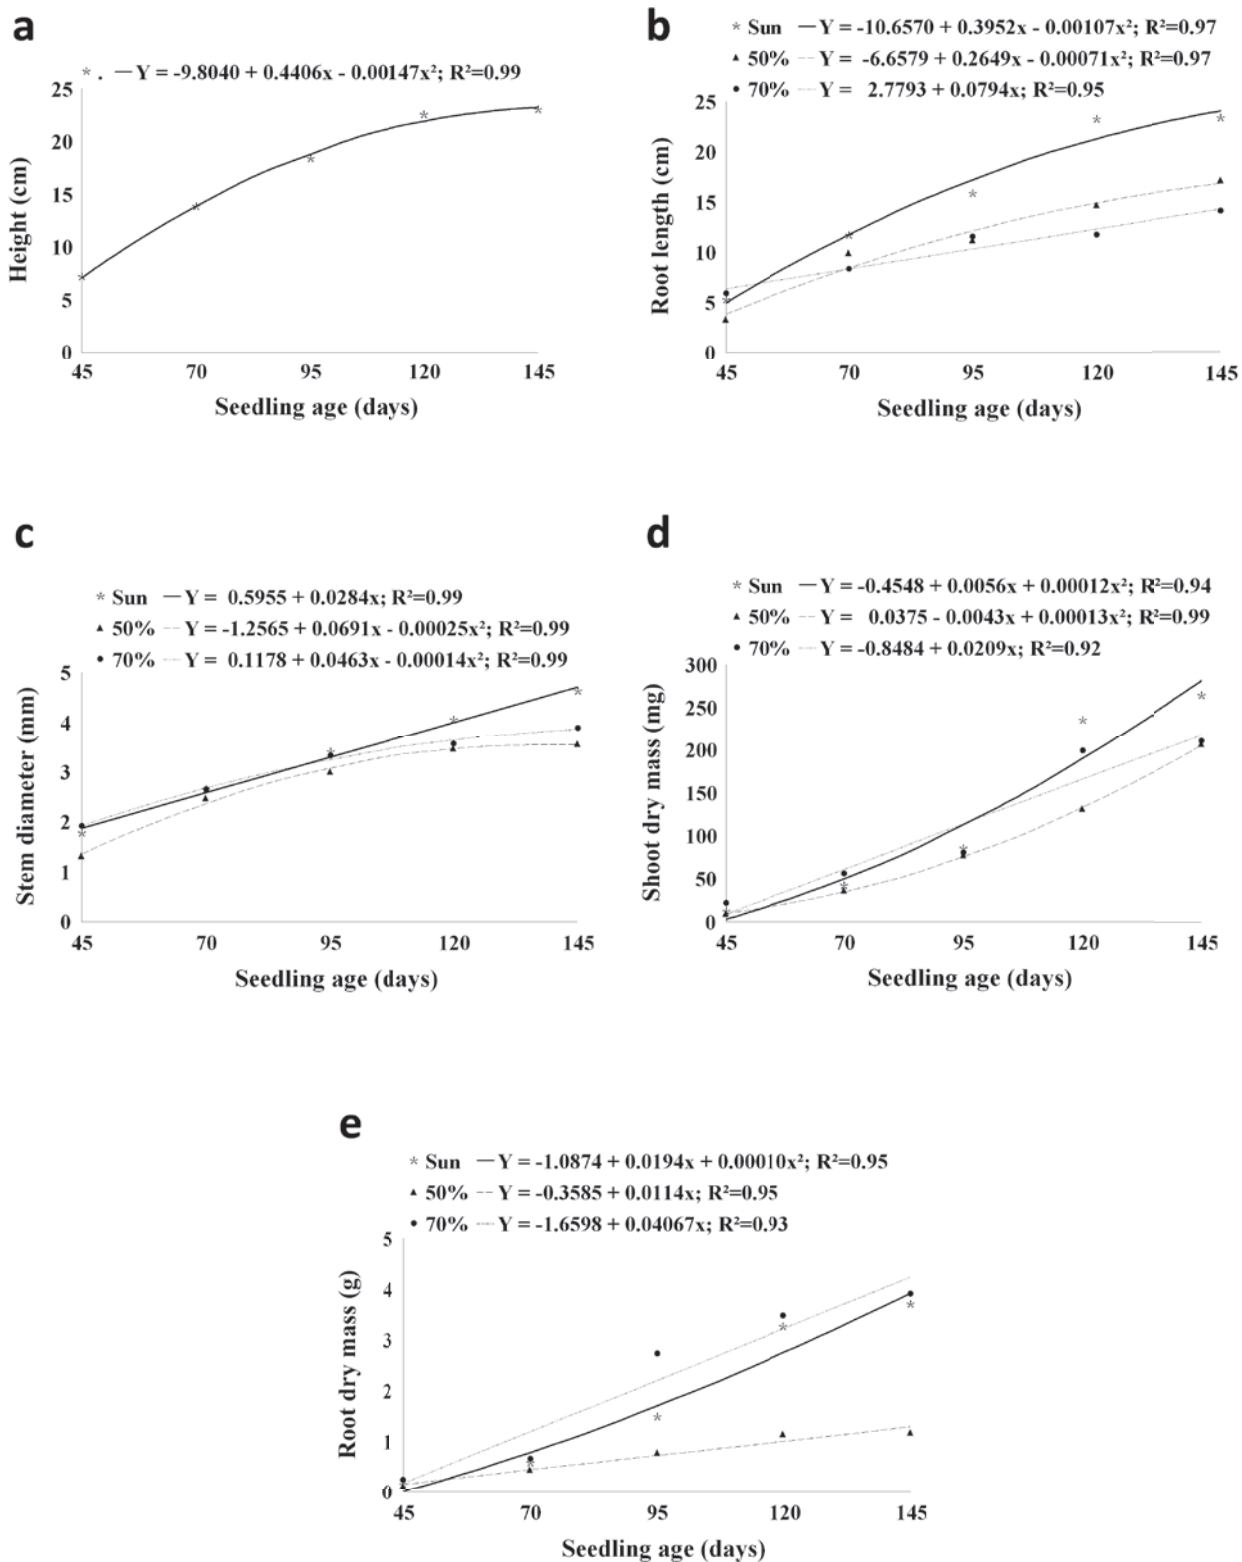 a
* . — Y = -9.8040 + 0.4406x - 0.00147x²; R²=0.99
25
20
15
10
5
0
Height (cm)
45 70 95 120 145
Seedling age (days)
b
* Sun — Y = -10.6570 + 0.3952x - 0.00107x²; R²=0.97
▲ 50% --- Y = -6.6579 + 0.2649x - 0.00071x²; R²=0.97
● 70% ····· Y = 2.7793 + 0.0794x; R²=0.95
25
20
15
10
5
0
Root length (cm)
45 70 95 120 145
Seedling age (days)
c
* Sun — Y = 0.5955 + 0.0284x; R²=0.99
▲ 50% --- Y = -1.2565 + 0.0691x - 0.00025x²; R²=0.99
● 70% ····· Y = 0.1178 + 0.0463x - 0.00014x²; R²=0.99
5
4
3
2
1
0
Stem diameter (mm)
45 70 95 120 145
Seedling age (days)
d
* Sun — Y = -0.4548 + 0.0056x + 0.00012x²; R²=0.94
▲ 50% --- Y = 0.0375 - 0.0043x + 0.00013x²; R²=0.99
● 70% ····· Y = -0.8484 + 0.0209x; R²=0.92
300
250
200
150
100
50
0
Shoot dry mass (mg)
45 70 95 120 145
Seedling age (days)
e
* Sun — Y = -1.0874 + 0.0194x + 0.00010x²; R²=0.95
▲ 50% --- Y = -0.3585 + 0.0114x; R²=0.95
● 70% ····· Y = -1.6598 + 0.04067x; R²=0.93
5
4
3
2
1
0
Root dry mass (g)
45 70 95 120 145
Seedling age (days)